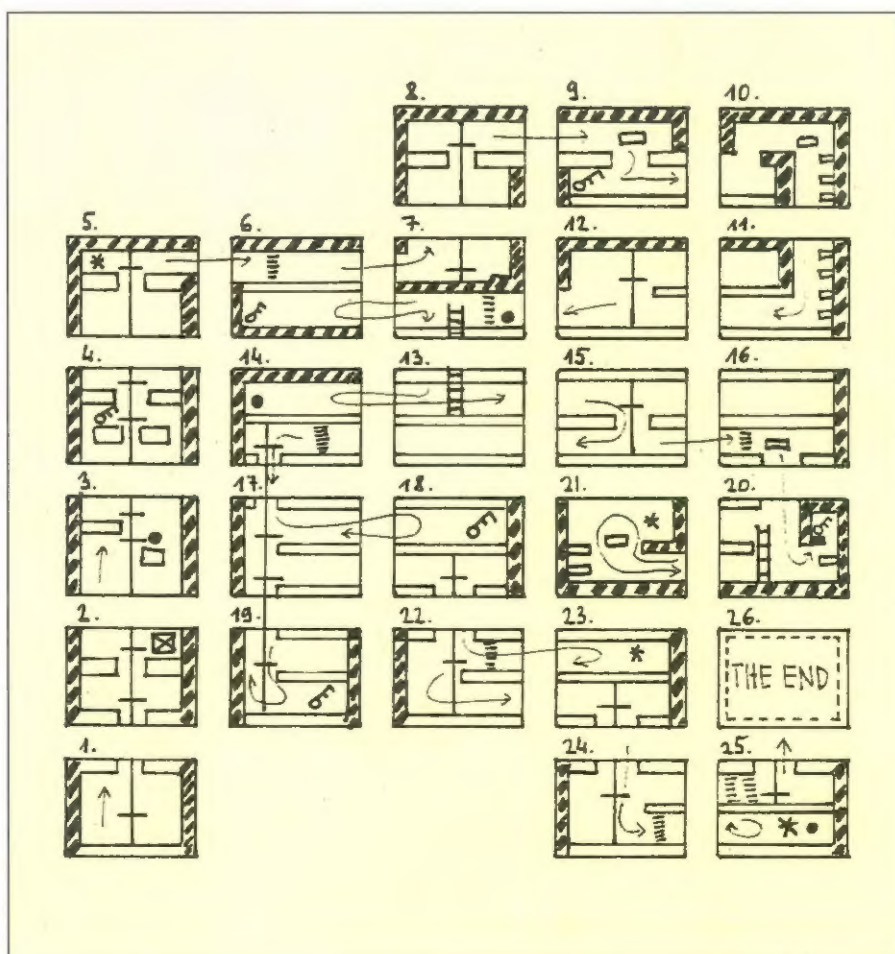 8. 9. 10.
5. 6. 7. 12. 11.
4. 14. 13. 15. 16.
3. 17. 18. 21. 20.
2. 19. 22. 23. 26.
THE END
1. 24. 25.